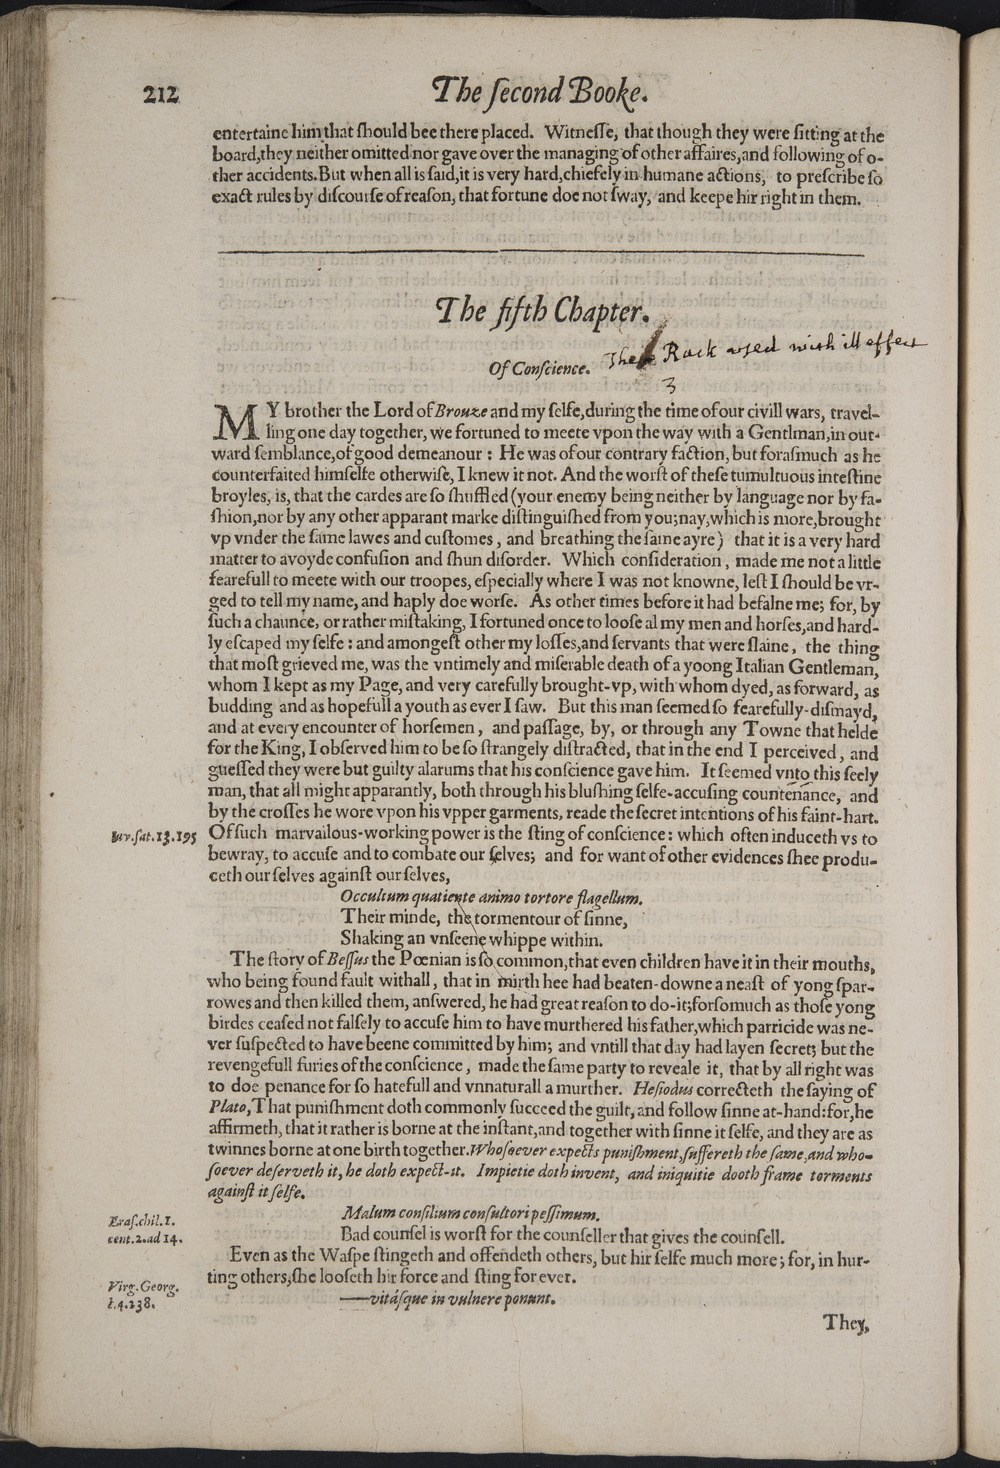 212
The ſecond Booke.
entertaine him that ſhould bee there placed. Witneſſe, that though they were ſitting at the
board,they neither omitted nor gave over the managing of other affaires,and following of o-
ther accidents.But when all is ſaid,it is very hard,chiefely in humane actions, to preſcribe ſo
exact rules by diſcourſe of reaſon, that fortune doe not ſway, and keepe hir right in them.
The fifth Chapter.
Of Conſcience.
The Rack used with ill effect
3
MY brother the Lord of Brouze and my ſelfe,during the time of our civill wars, travel-
ling one day together, we fortuned to meete vpon the way with a Gentlman,in out-
ward ſemblance,of good demeanour : He was of our contrary faction, but foraſmuch as he
counterfaited himſelfe otherwiſe, I knew it not. And the worſt of theſe tumultuous inteſtine
broyles, is, that the cardes are ſo ſhuffled (your enemy being neither by language nor by fa-
ſhion,nor by any other apparant marke diſtinguiſhed from you;nay,which is more,brought
vp vnder the ſame lawes and cuſtomes, and breathing the ſame ayre) that it is a very hard
matter to avoyde confuſion and ſhun diſorder. Which conſideration, made me not a little
fearefull to meete with our troopes, eſpecially where I was not knowne, leſt I ſhould be vr-
ged to tell my name, and haply doe worſe. As other times before it had befalne me; for, by
ſuch a chaunce, or rather miſtaking, I fortuned once to looſe al my men and horſes,and hard-
ly eſcaped my ſelfe : and amongeſt other my loſſes,and ſervants that were ſlaine, the thing
that moſt grieved me, was the vntimely and miſerable death of a yoong Italian Gentleman,
whom I kept as my Page, and very carefully brought-vp, with whom dyed, as forward, as
budding and as hopefull a youth as ever I ſaw. But this man ſeemed ſo fearefully-diſmayd,
and at every encounter of horſemen, and paſſage, by, or through any Towne that helde
for the King, I obſerved him to be ſo ſtrangely diſtracted, that in the end I perceived, and
gueſſed they were but guilty alarums that his conſcience gave him. It ſeemed vnto this ſeely
man, that all might apparantly, both through his bluſhing ſelfe-accuſing countenance, and
by the croſſes he wore vpon his vpper garments, reade the ſecret intentions of his faint-hart.
Iuv.ſat.13.195
Of ſuch marvailous-working power is the ſting of conſcience: which often induceth vs to
bewray, to accuſe and to combate our ſelves; and for want of other evidences ſhee produ-
ceth our ſelves againſt our ſelves,
Occultum quatiente animo tortore flagellum.
Their minde, the tormentour of ſinne,
Shaking an vnſeene whippe within.
The ſtory of Beſſus the Pœnian is ſo common,that even children have it in their mouths,
who being found fault withall, that in mirth hee had beaten-downe a neaſt of yong ſpar-
rowes and then killed them, anſwered, he had great reaſon to do-it;forſomuch as thoſe yong
birdes ceaſed not falſely to accuſe him to have murthered his father,which parricide was ne-
ver ſuſpected to have beene committed by him; and vntill that day had layen ſecret; but the
revengefull furies of the conſcience, made the ſame party to reveale it, that by all right was
to doe penance for ſo hatefull and vnnaturall a murther. Heſiodus correcteth the ſaying of
Plato,That puniſhment doth commonly ſucceed the guilt,and follow ſinne at-hand:for,he
affirmeth, that it rather is borne at the inſtant,and together with ſinne it ſelfe, and they are as
twinnes borne at one birth together.Whoſoever expects puniſhment,ſuffereth the ſame,and who-
ſoever deſerveth it, he doth expect-it. Impietie doth invent, and iniquitie dooth frame torments
againſt it ſelfe.
Eraſ.chil.1.
cent.2.ad 14.
Malum conſilium conſultori peſſimum.
Bad counſel is worſt for the counſeller that gives the counſell.
Even as the Waſpe ſtingeth and offendeth others, but hir ſelfe much more; for, in hur-
ting others,ſhe looſeth hir force and ſting for ever.
Virg.Georg.
l.4.238.
——vitáſque in vulnere ponunt.
They,